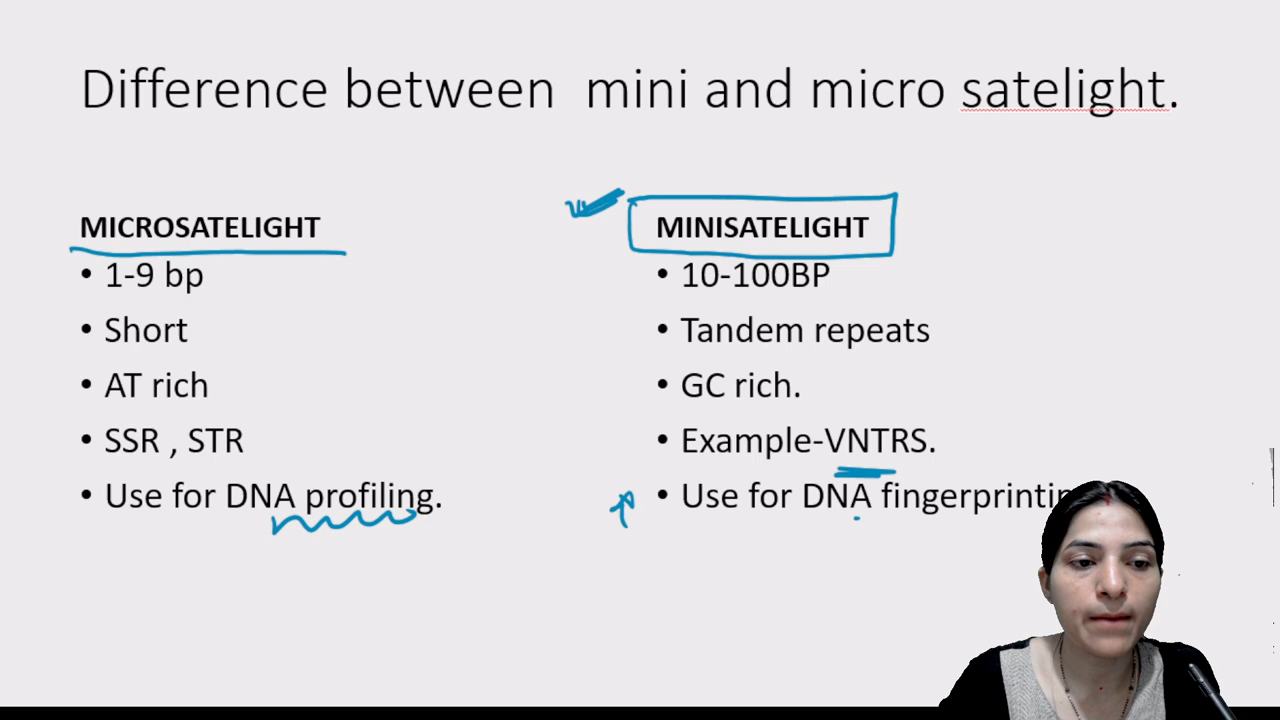 Difference between mini and micro satelight.
MICROSATELIGHT
• 1-9 bp
• Short
• AT rich
• SSR , STR
• Use for DNA profiling.
MINISATELIGHT
• 10-100BP
• Tandem repeats
• GC rich.
• Example-VNTRS.
• Use for DNA